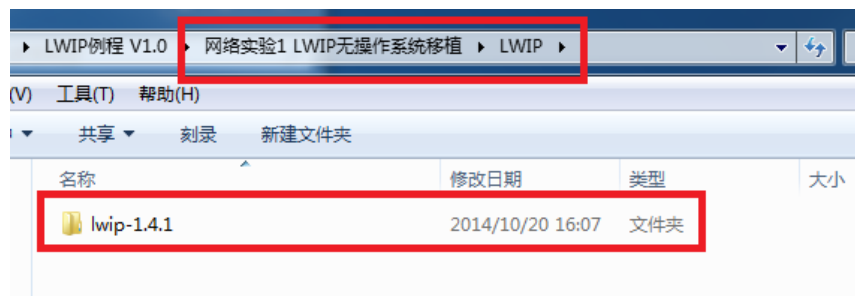 LWIP例程 V1.0 ▸ 网络实验1 LWIP无操作系统移植 ▸ LWIP ▸
(V) 工具(T) 帮助(H)
共享 刻录 新建文件夹
名称 修改日期 类型 大小
lwip-1.4.1 2014/10/20 16:07 文件夹